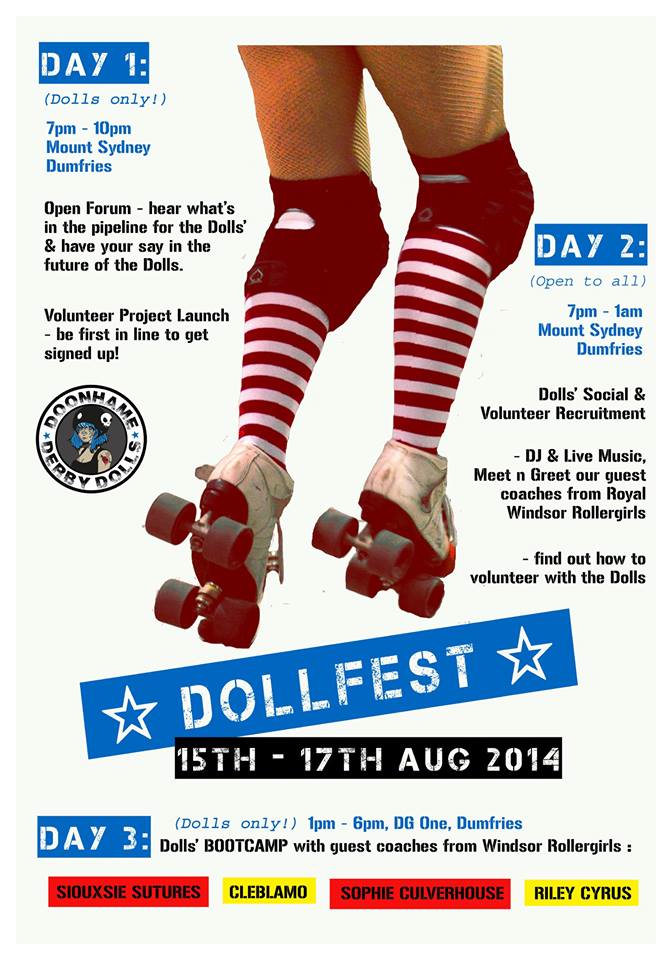 DAY 1:
(Dolls only!)
7pm - 10pm
Mount Sydney
Dumfries
Open Forum - hear what's
in the pipeline for the Dolls'
& have your say in the
future of the Dolls.
Volunteer Project Launch
- be first in line to get
signed up!
DOONHAME
DERBY DOLLS
DAY 2:
(Open to all)
7pm - 1am
Mount Sydney
Dumfries
Dolls' Social &
Volunteer Recruitment
- DJ & Live Music,
Meet n Greet our guest
coaches from Royal
Windsor Rollergirls
- find out how to
volunteer with the Dolls
DOLLFEST
15TH - 17TH AUG 2014
DAY 3:
(Dolls only!) 1pm - 6pm, DG One, Dumfries
Dolls' BOOTCAMP with guest coaches from Windsor Rollergirls :
SIOUXSIE SUTURES CLEBLAMO SOPHIE CULVERHOUSE RILEY CYRUS